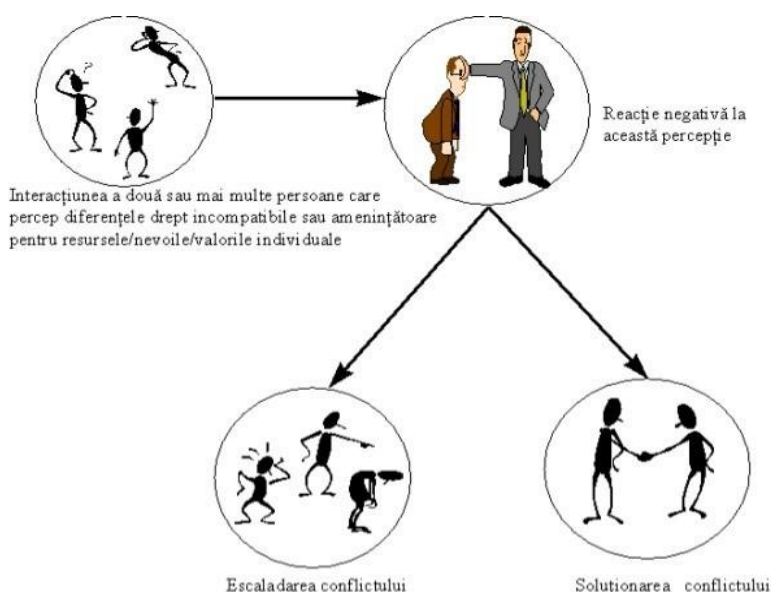 Reacție negativă la
această percepție
Interacțiunea a două sau mai multe persoane care
percep diferențele drept incompatibile sau amenințătoare
pentru resursele/nevoile/valorile individuale
Escaladarea conflictului
Soluționarea conflictului